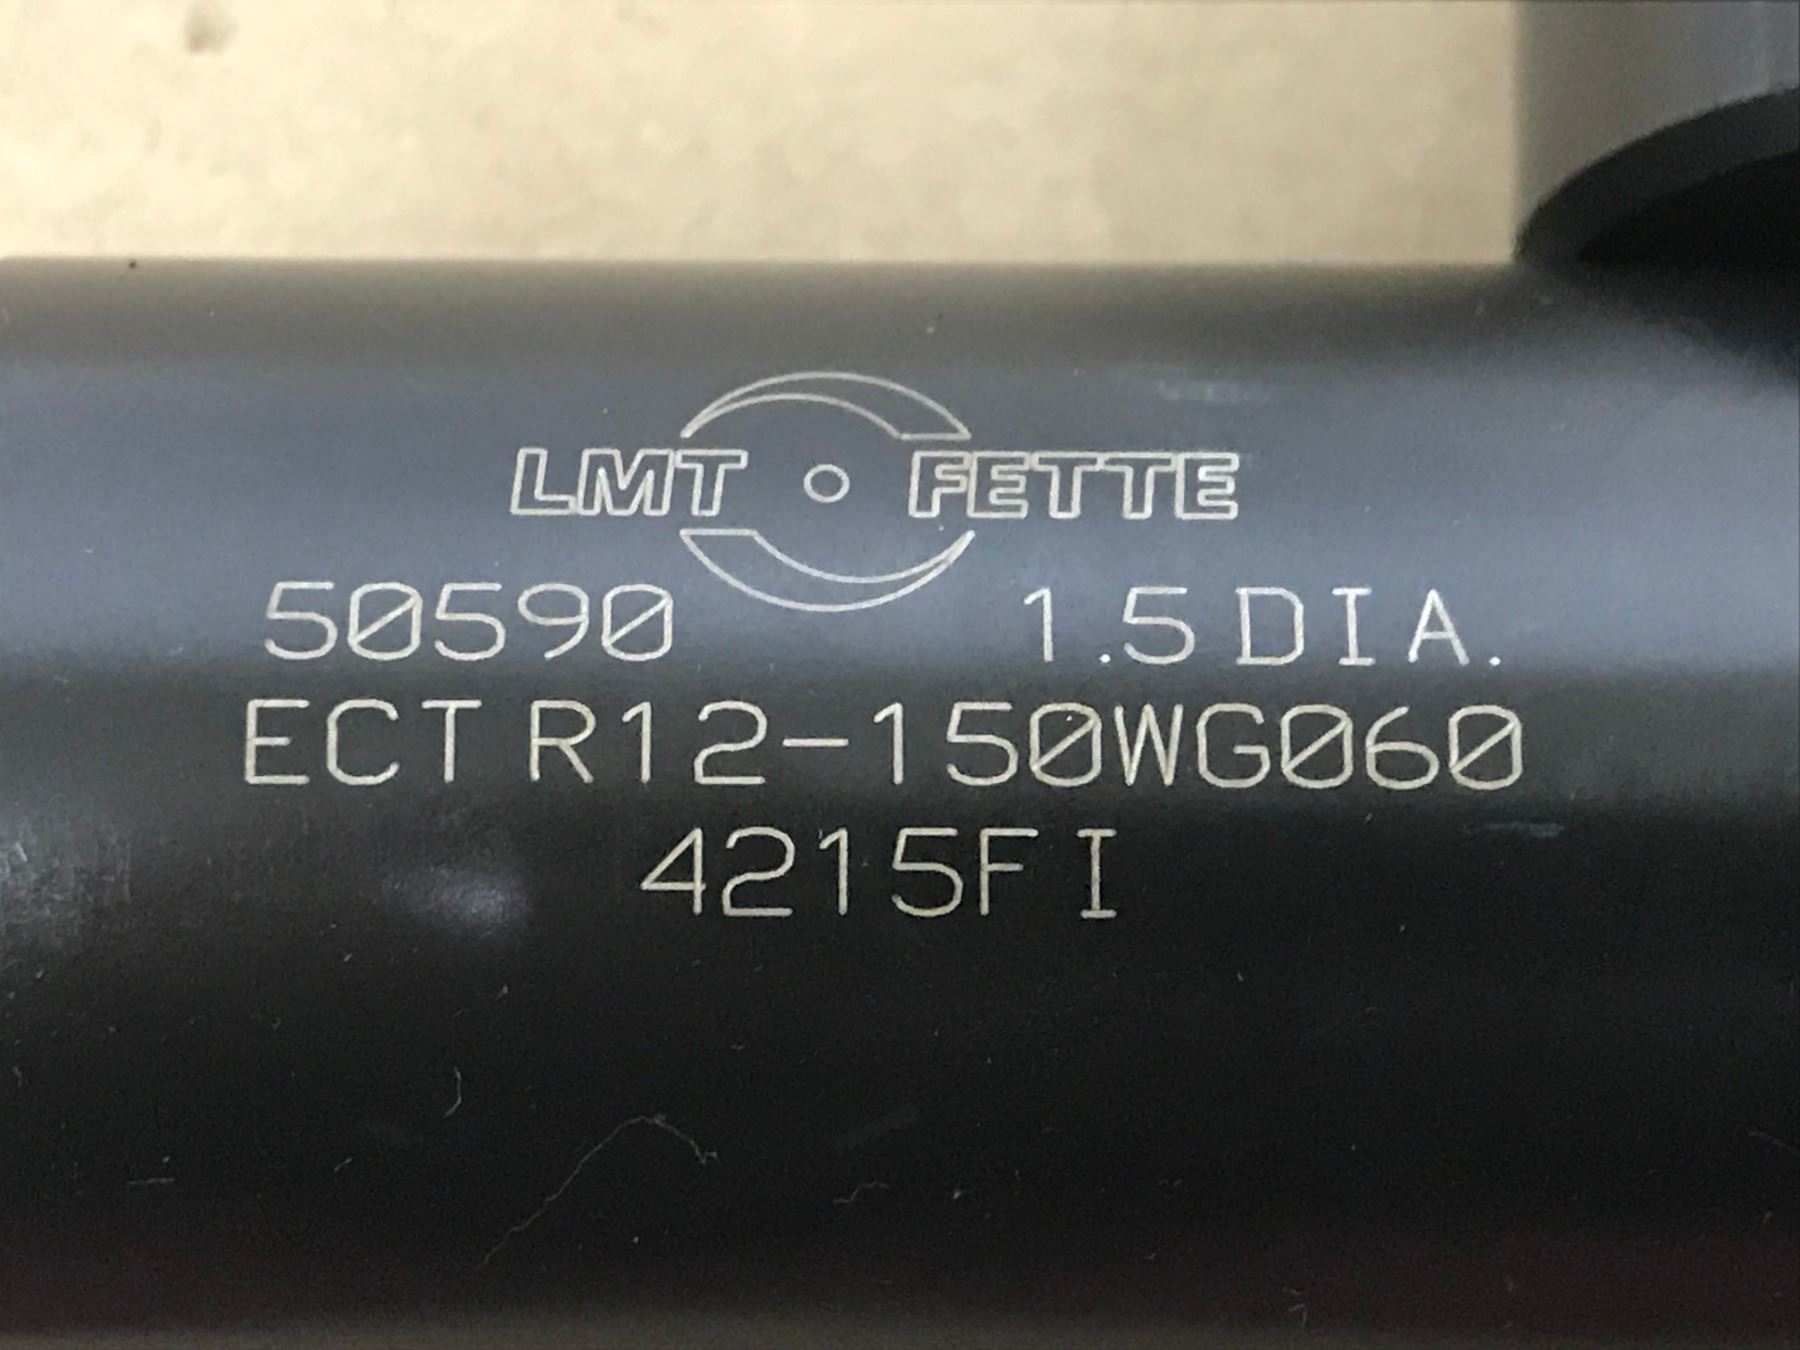 LMT FETTE
50590 1.5 DIA.
ECT R12-150WG060
4215FI